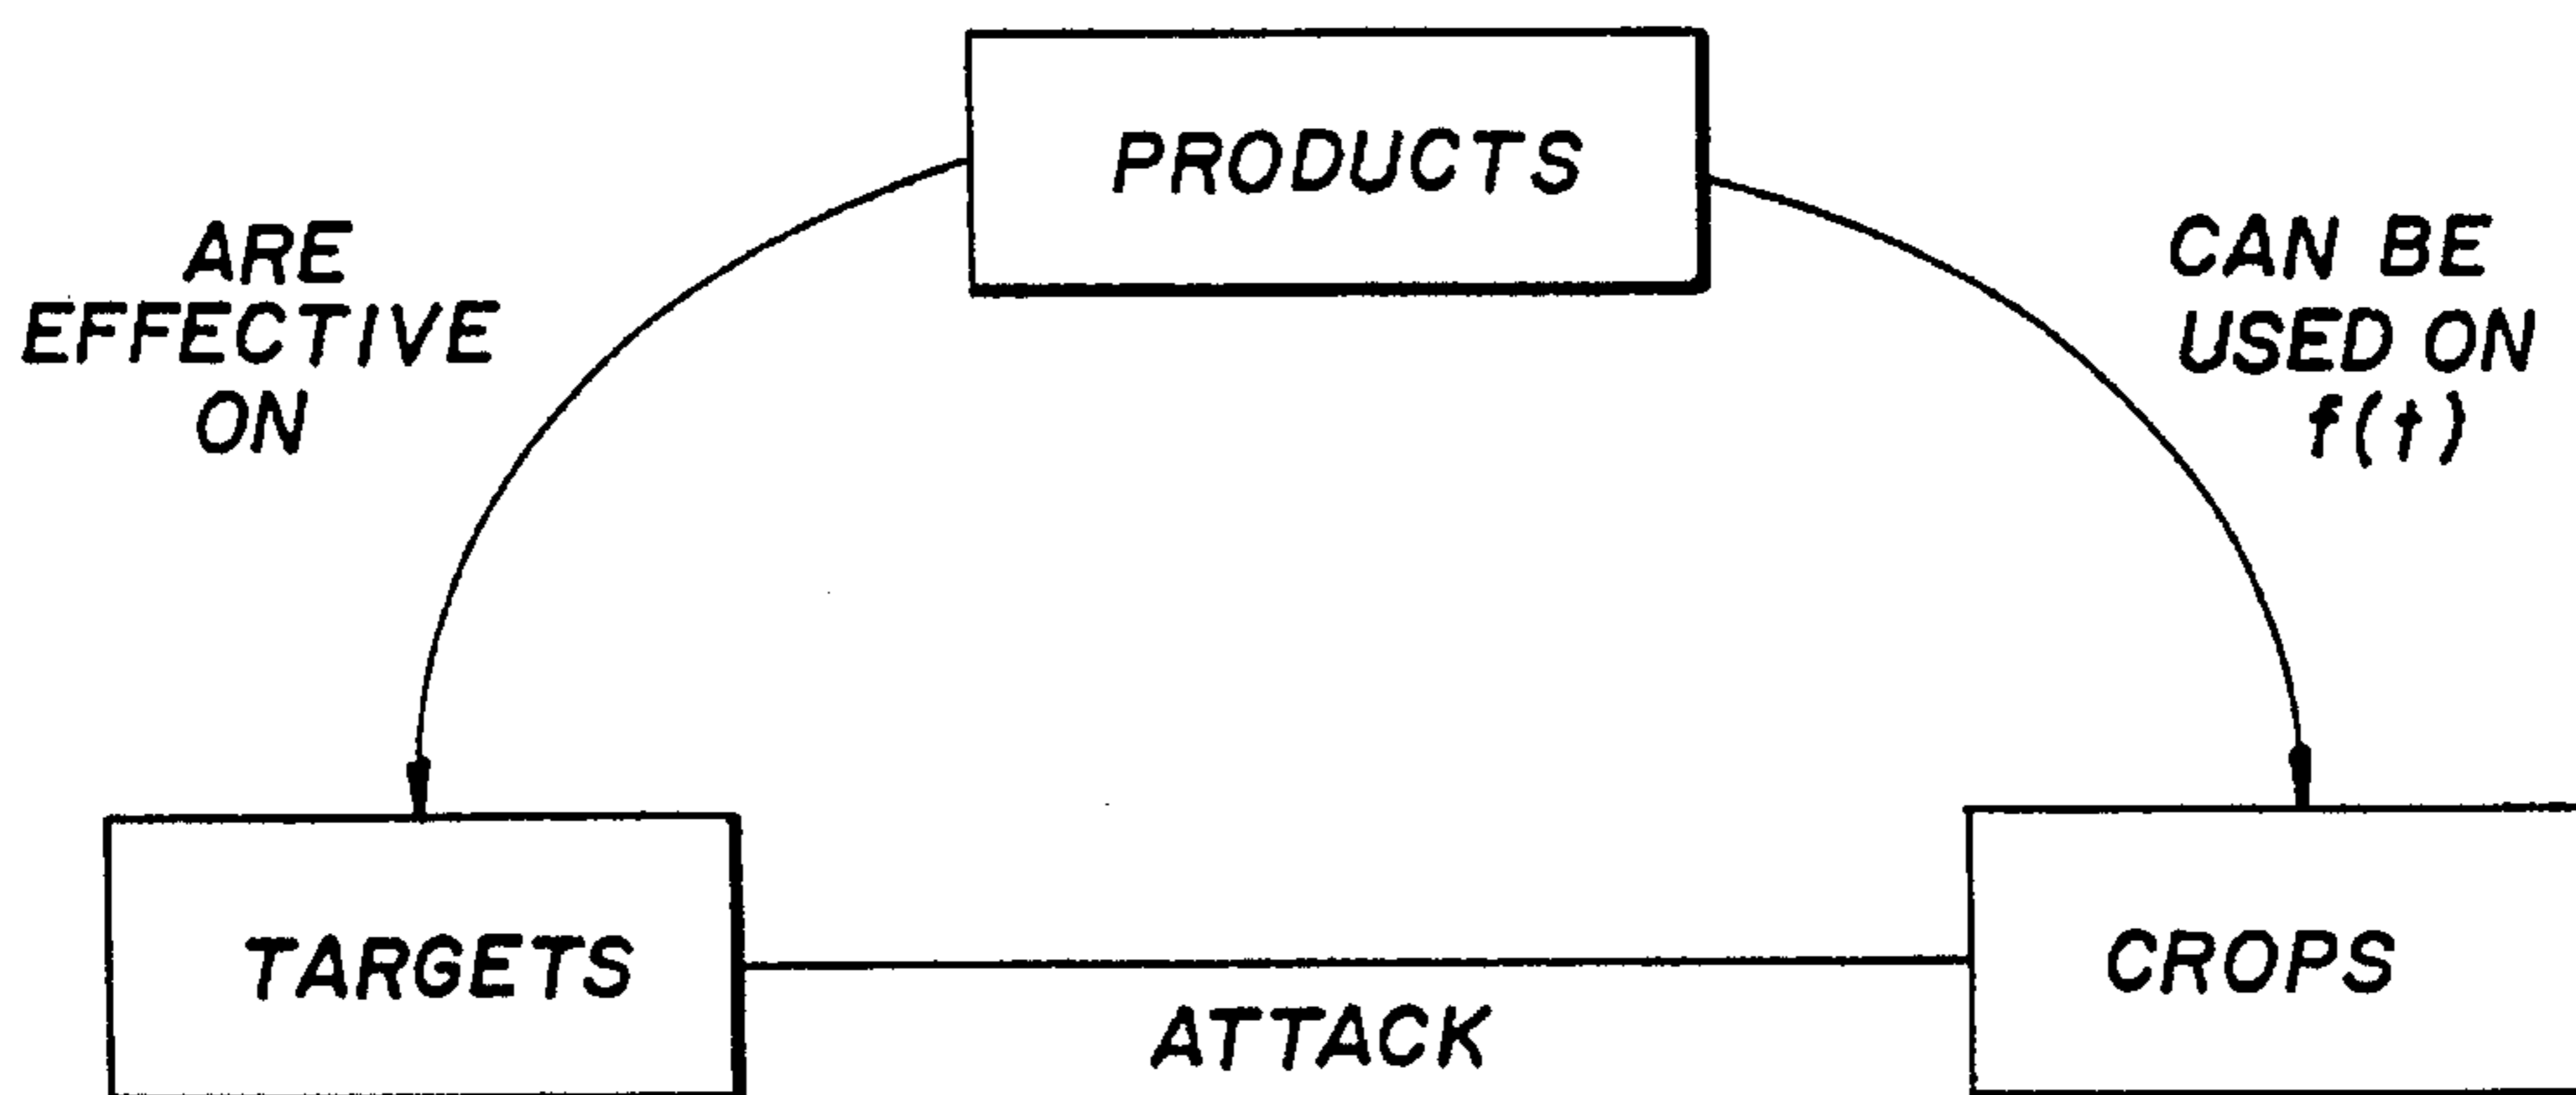 PRODUCTS
ARE
EFFECTIVE
ON
CAN BE
USED ON
f(t)
TARGETS
CROPS
ATTACK